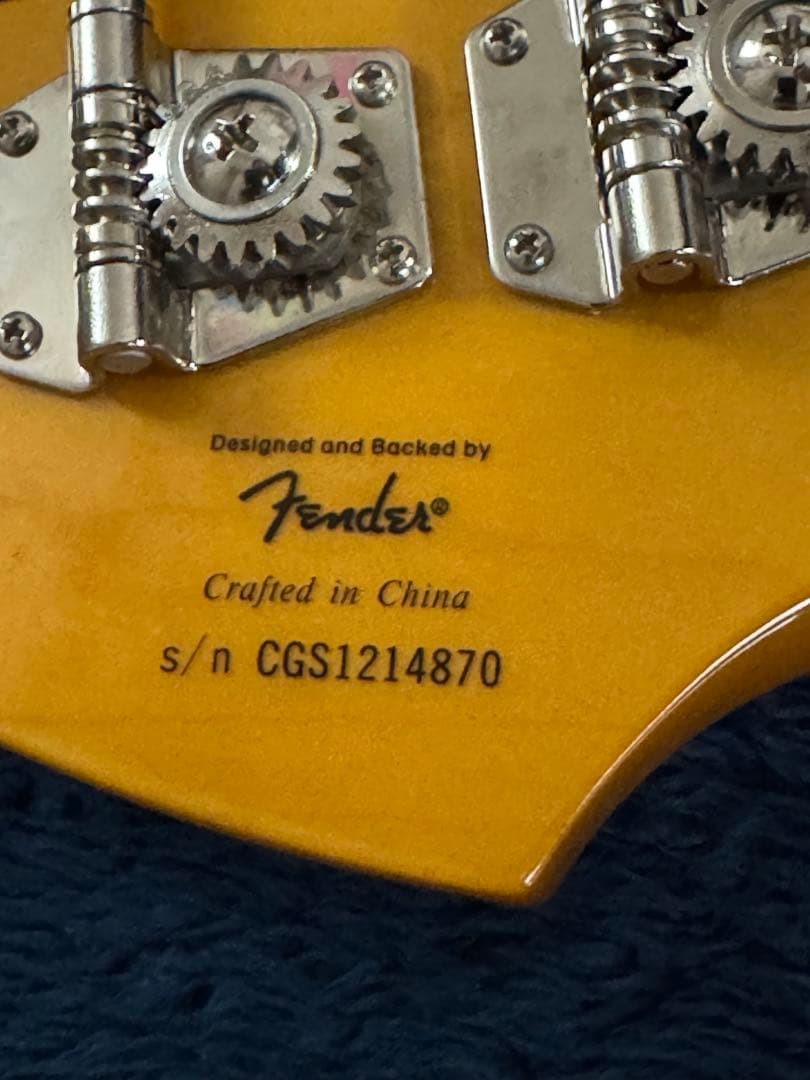 Designed and Backed by
Fender®
Crafted in China
s/n CGS1214870